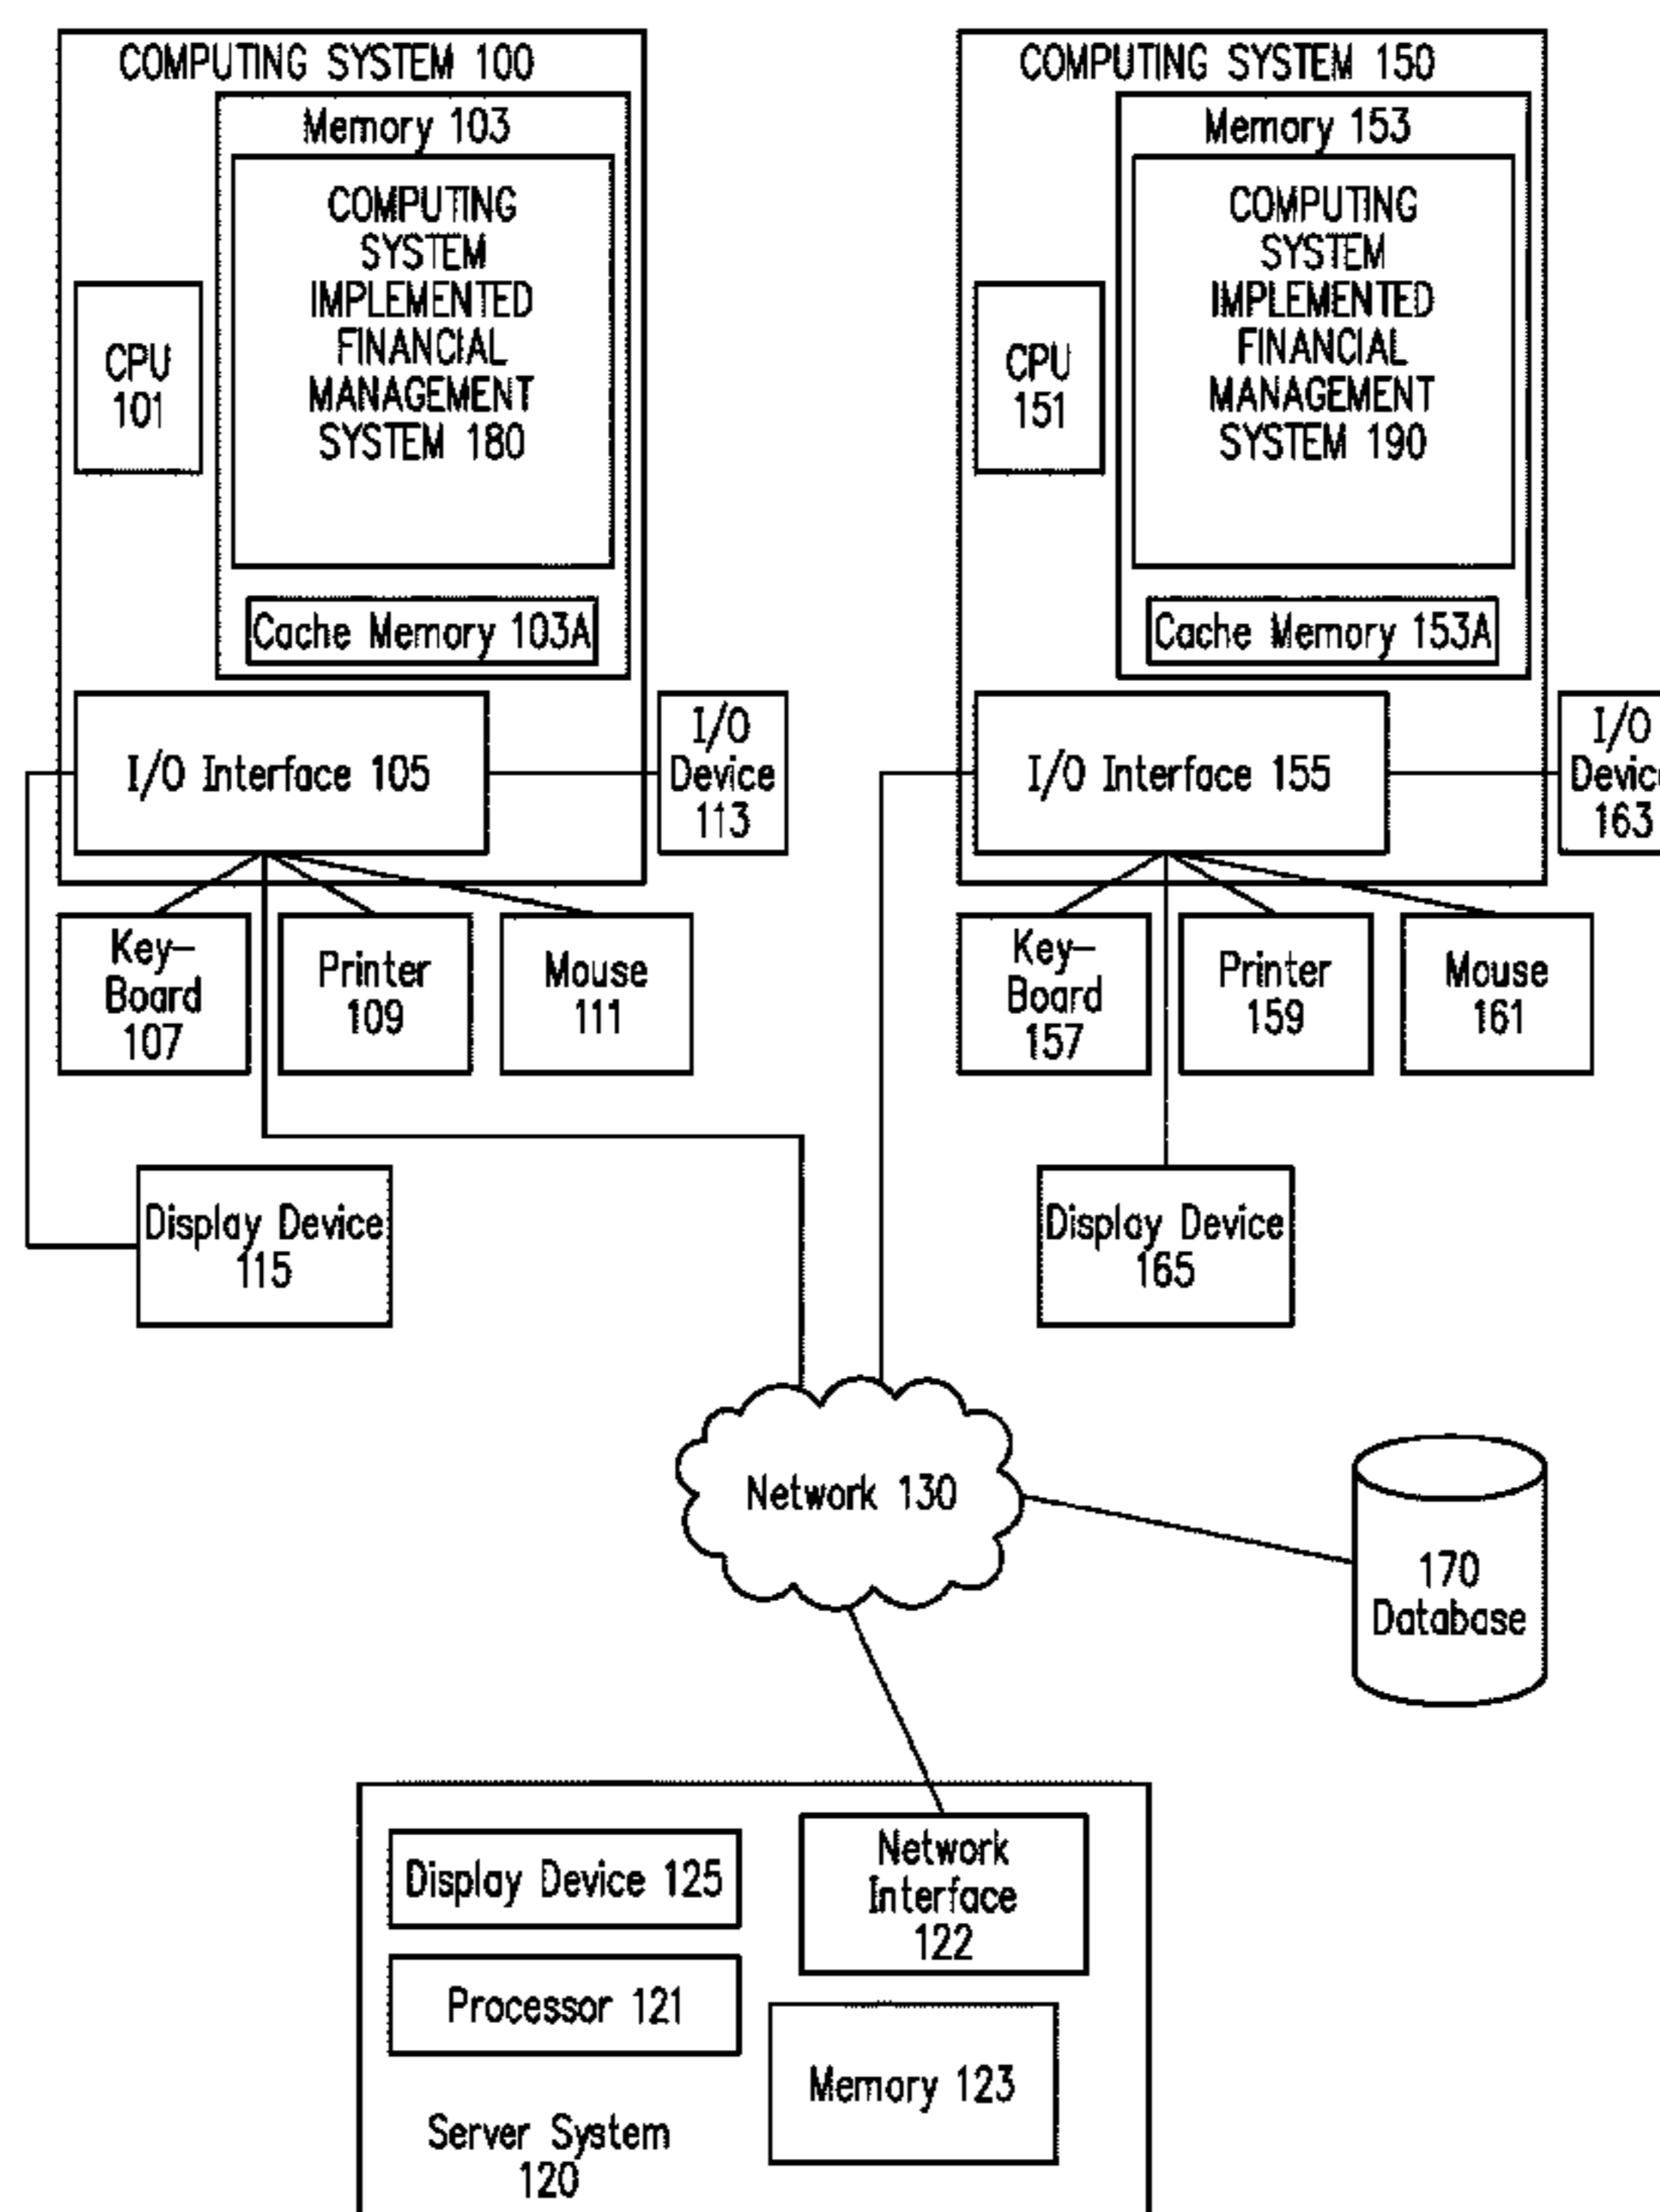 COMPUTING SYSTEM 100
Memory 103
COMPUTING
SYSTEM
IMPLEMENTED
FINANCIAL
MANAGEMENT
SYSTEM 180
CPU
101
Cache Memory 103A
I/O Interface 105
I/O
Device
113
Key-
Board
107
Printer
109
Mouse
111
Display Device
115
COMPUTING SYSTEM 150
Memory 153
COMPUTING
SYSTEM
IMPLEMENTED
FINANCIAL
MANAGEMENT
SYSTEM 190
CPU
151
Cache Memory 153A
I/O Interface 155
I/O
Device
163
Key-
Board
157
Printer
159
Mouse
161
Display Device
165
Network 130
170
Database
Display Device 125
Network
Interface
122
Processor 121
Memory 123
Server System
120